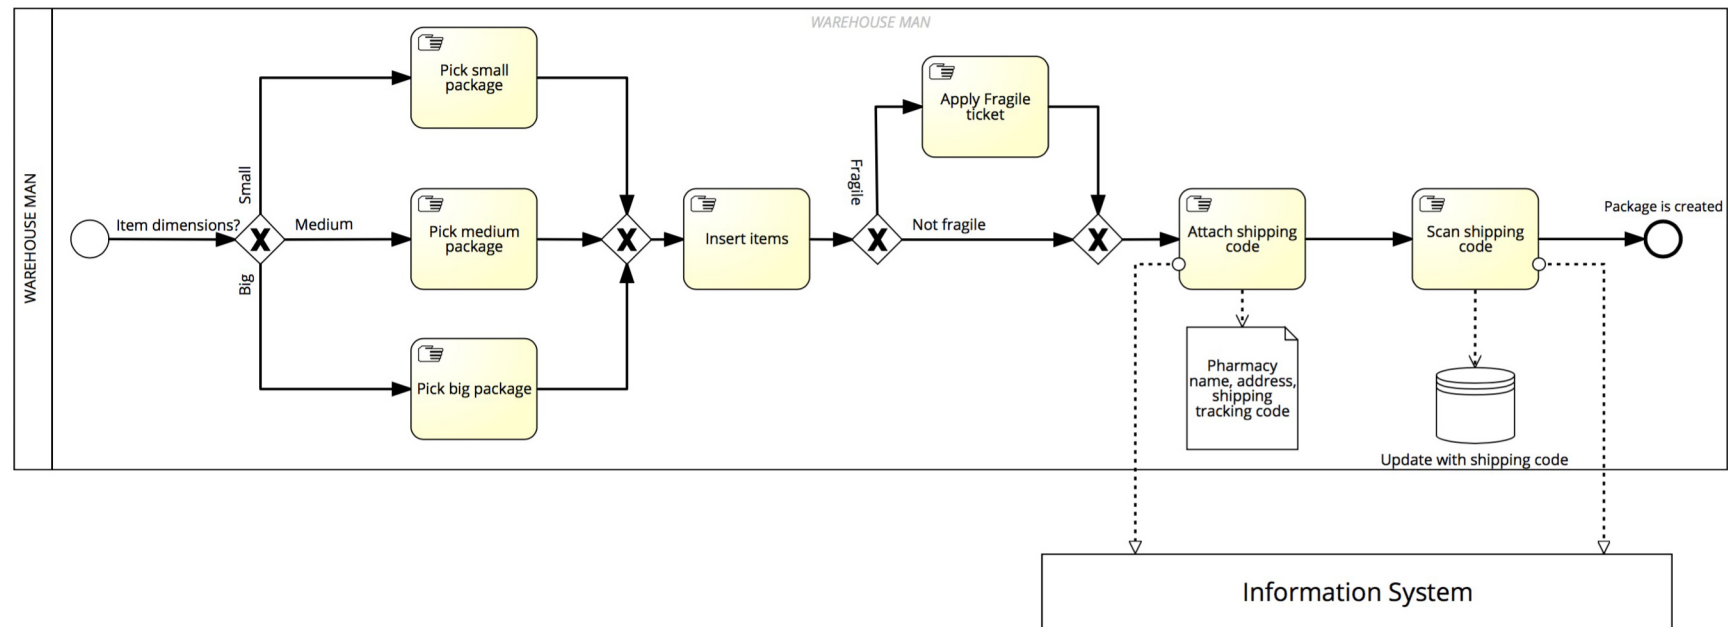 WAREHOUSE MAN
WAREHOUSE MAN
Item dimensions?
Small
Medium
Big
Pick small
package
Pick medium
package
Pick big package
Insert items
Fragile
Not fragile
Apply Fragile
ticket
Attach shipping
code
Pharmacy
name, address,
shipping
tracking code
Scan shipping
code
Update with shipping code
Package is created
Information System